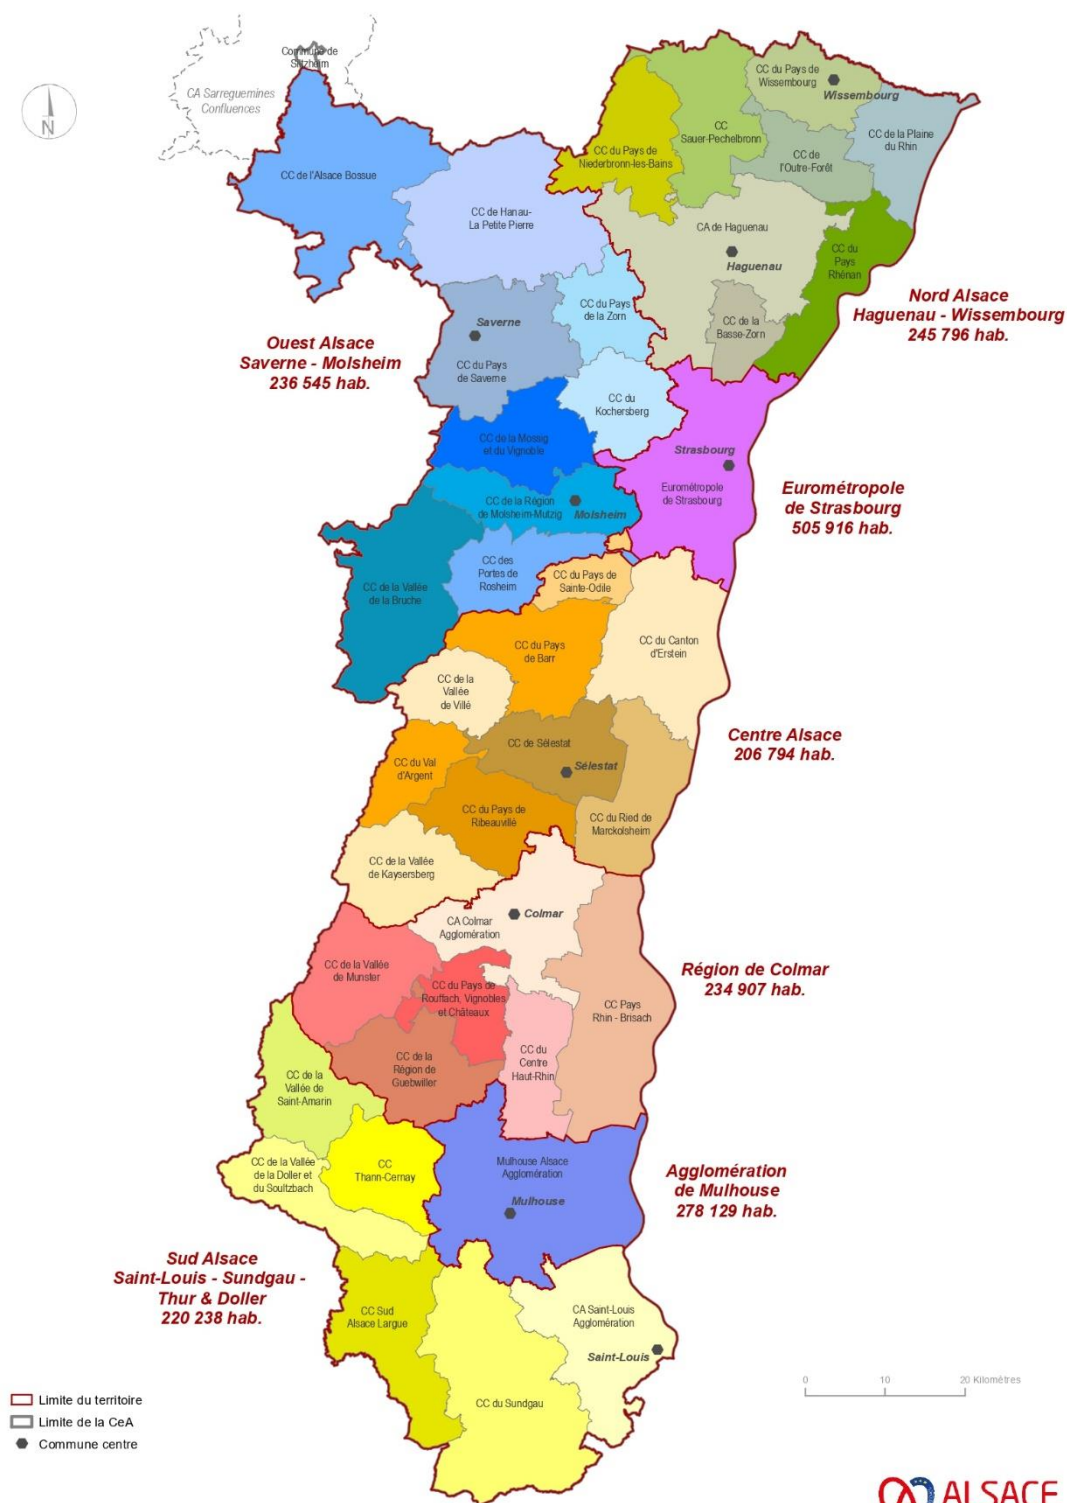 Commune de
Siltzheim
CA Sarreguemines
Confluences
N
CC de l'Alsace Bossue
CC de Hanau-
La Petite Pierre
CC du Pays de
Niederbronn-les-Bains
CC
Sauer-Pechelbronn
CC du Pays de
Wissembourg
Wissembourg
CC de la Plaine
du Rhin
CC de
l'Outre-Forêt
CA de Haguenau
Haguenau
CC du
Pays
Rhénan
CC de la
Basse-Zorn
Nord Alsace
Haguenau - Wissembourg
245 796 hab.
CC du Pays
de la Zorn
Saverne
CC du Pays
de Saverne
Ouest Alsace
Saverne - Molsheim
236 545 hab.
CC du
Kochersberg
CC de la Mossig
et du Vignoble
Strasbourg
Eurométropole
de Strasbourg
Eurométropole
de Strasbourg
505 916 hab.
CC de la Région
de Molsheim-Mutzig
Molsheim
CC des
Portes de
Rosheim
CC de la Vallée
de la Bruche
CC du Pays de
Sainte-Odile
CC du Pays
de Barr
CC du Canton
d'Erstein
CC de la
Vallée
de Villé
CC de Sélestat
Sélestat
CC du Val
d'Argent
CC du Pays de
Ribeauvillé
CC du Ried de
Marckolsheim
Centre Alsace
206 794 hab.
CC de la Vallée
de Kaysersberg
CA Colmar
Agglomération
Colmar
CC de la Vallée
de Munster
CC du Pays de
Rouffach, Vignobles
et Châteaux
CC Pays
Rhin - Brisach
Région de Colmar
234 907 hab.
CC de la
Région de
Guebwiller
CC du
Centre
Haut-Rhin
CC de la
Vallée de
Saint-Amarin
CC de la Vallée
de la Doller et
du Soultzbach
CC
Thann-Cernay
Mulhouse Alsace
Agglomération
Mulhouse
Agglomération
de Mulhouse
278 129 hab.
Sud Alsace
Saint-Louis - Sundgau -
Thur & Doller
220 238 hab.
CC Sud
Alsace Largue
CC du Sundgau
CA Saint-Louis
Agglomération
Saint-Louis
0 10 20 Kilomètres
Limite du territoire
Limite de la CeA
Commune centre
ALSACE